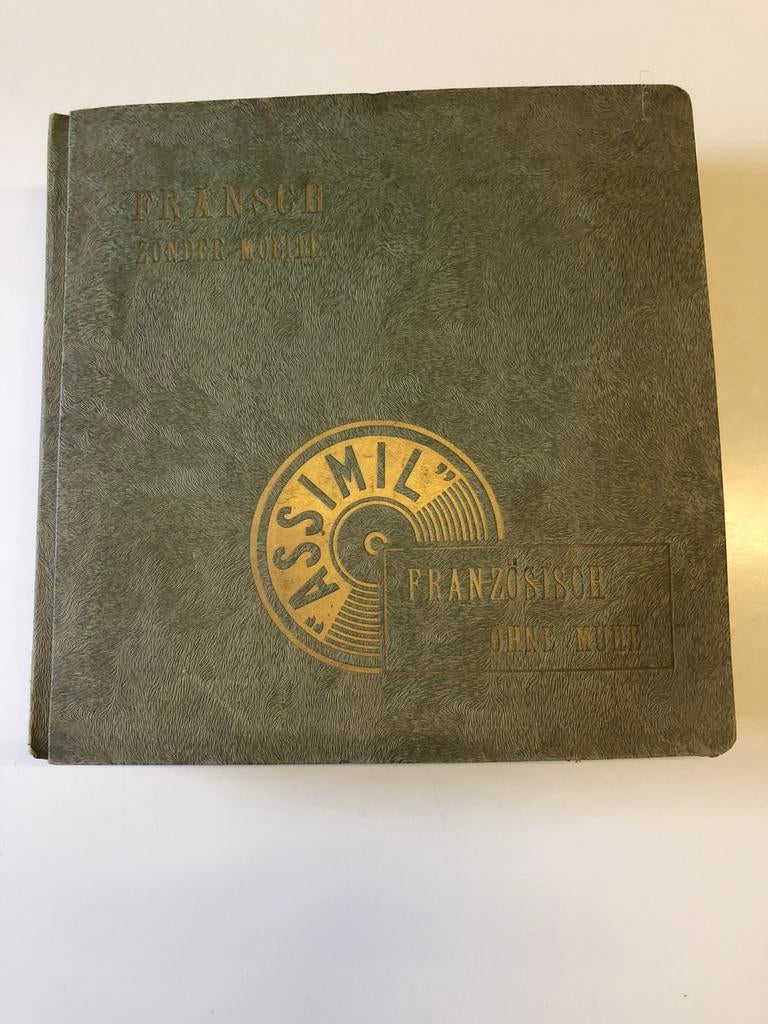 FRANSCH
ZONDER MOEITE
"ASSIMIL"
FRANZÖSISCH
OHNE MÜHE